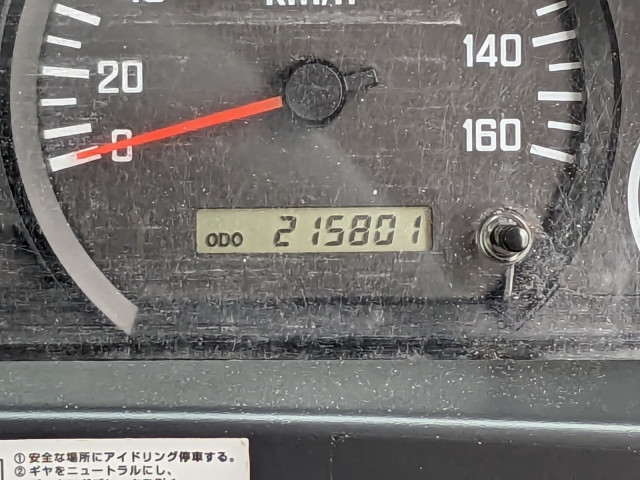 km/h
20
140
0
160
ODO 215801
①安全な場所にアイドリング停車する。
②ギヤをニュートラルにし、